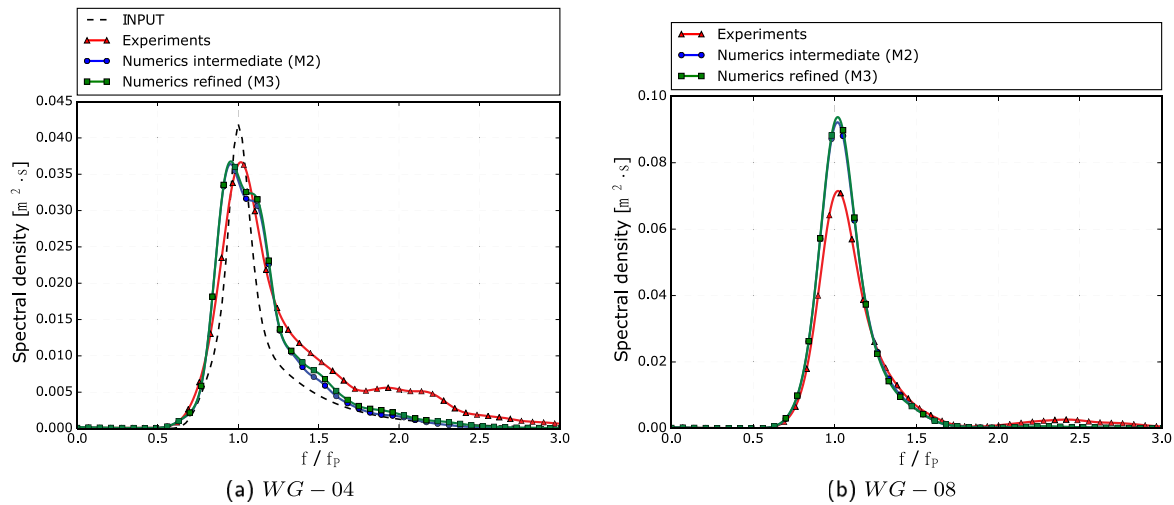 INPUT
Experiments
Numerics intermediate (M2)
Numerics refined (M3)
0.045
0.040
0.035
0.030
0.025
0.020
0.015
0.010
0.005
0.000
Spectral density [m² · s]
0.0 0.5 1.0 1.5 2.0 2.5 3.0
f / fₚ
(a) WG − 04
Experiments
Numerics intermediate (M2)
Numerics refined (M3)
0.10
0.08
0.06
0.04
0.02
0.00
Spectral density [m² · s]
0.0 0.5 1.0 1.5 2.0 2.5 3.0
f / fₚ
(b) WG − 08